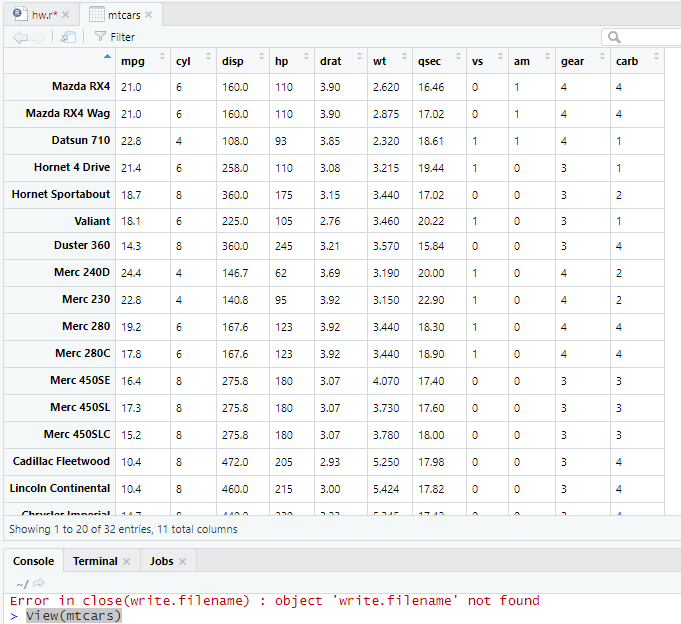 hw.r* × mtcars ×
Filter
mpg cyl disp hp drat wt qsec vs am gear carb
Mazda RX4 21.0 6 160.0 110 3.90 2.620 16.46 0 1 4 4
Mazda RX4 Wag 21.0 6 160.0 110 3.90 2.875 17.02 0 1 4 4
Datsun 710 22.8 4 108.0 93 3.85 2.320 18.61 1 1 4 1
Hornet 4 Drive 21.4 6 258.0 110 3.08 3.215 19.44 1 0 3 1
Hornet Sportabout 18.7 8 360.0 175 3.15 3.440 17.02 0 0 3 2
Valiant 18.1 6 225.0 105 2.76 3.460 20.22 1 0 3 1
Duster 360 14.3 8 360.0 245 3.21 3.570 15.84 0 0 3 4
Merc 240D 24.4 4 146.7 62 3.69 3.190 20.00 1 0 4 2
Merc 230 22.8 4 140.8 95 3.92 3.150 22.90 1 0 4 2
Merc 280 19.2 6 167.6 123 3.92 3.440 18.30 1 0 4 4
Merc 280C 17.8 6 167.6 123 3.92 3.440 18.90 1 0 4 4
Merc 450SE 16.4 8 275.8 180 3.07 4.070 17.40 0 0 3 3
Merc 450SL 17.3 8 275.8 180 3.07 3.730 17.60 0 0 3 3
Merc 450SLC 15.2 8 275.8 180 3.07 3.780 18.00 0 0 3 3
Cadillac Fleetwood 10.4 8 472.0 205 2.93 5.250 17.98 0 0 3 4
Lincoln Continental 10.4 8 460.0 215 3.00 5.424 17.82 0 0 3 4
Chrysler Imperial 14.7 8 440.0 230 3.23 5.345 17.42 0 0 3 4
Showing 1 to 20 of 32 entries, 11 total columns
Console Terminal × Jobs ×
~/
Error in close(write.filename) : object 'write.filename' not found
> View(mtcars)